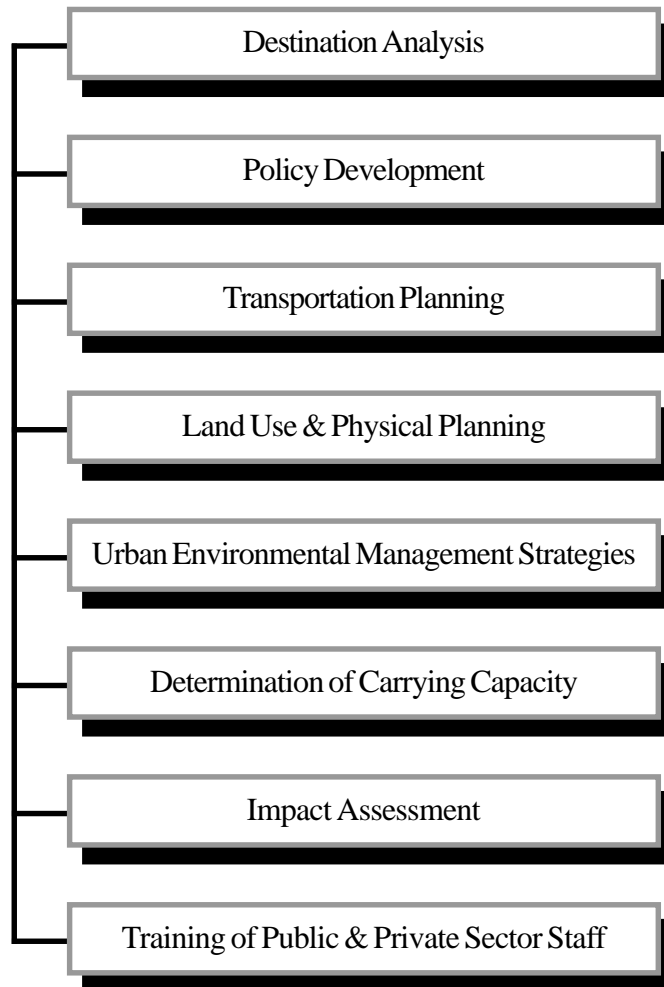 Destination Analysis
Policy Development
Transportation Planning
Land Use & Physical Planning
Urban Environmental Management Strategies
Determination of Carrying Capacity
Impact Assessment
Training of Public & Private Sector Staff